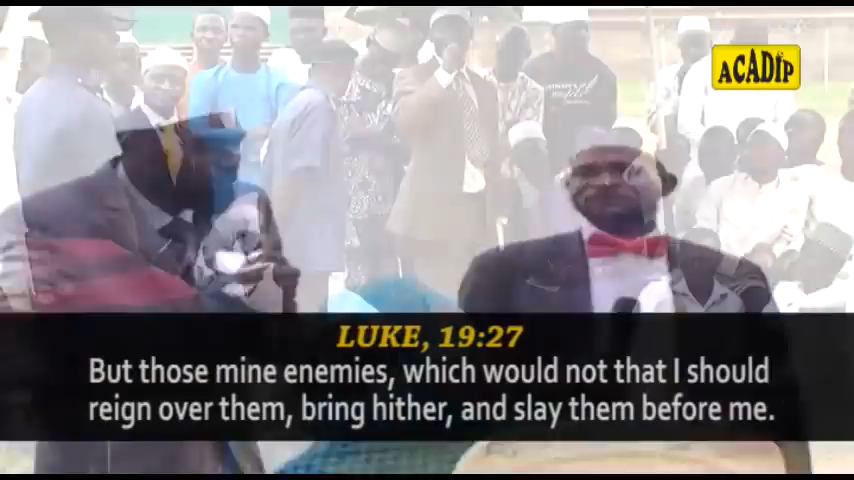 ACADIP
LUKE, 19:27
But those mine enemies, which would not that I should
reign over them, bring hither, and slay them before me.